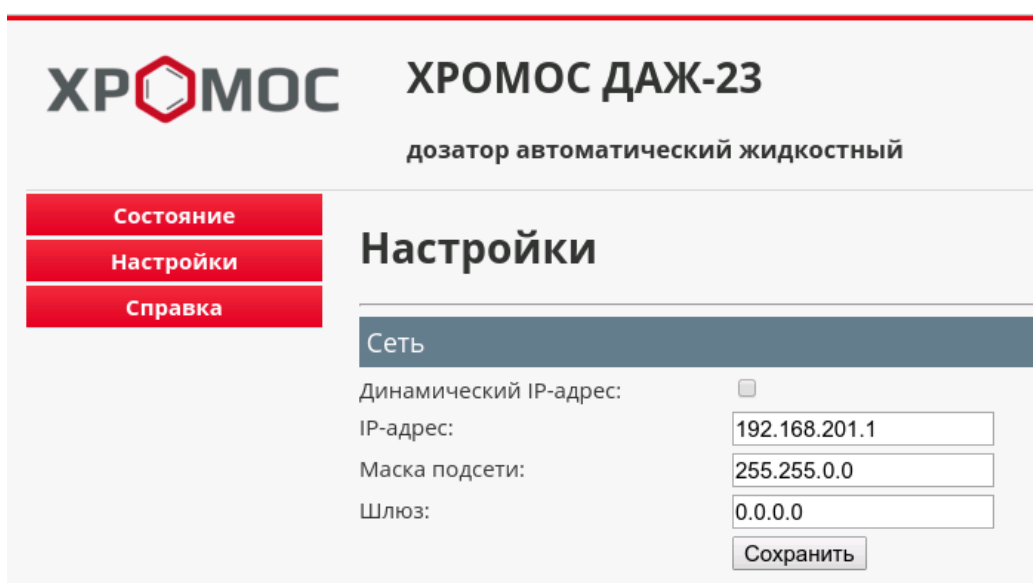 ХРОМОС
ХРОМОС ДАЖ-23
дозатор автоматический жидкостный
Состояние
Настройки
Справка
Настройки
Сеть
Динамический IP-адрес:
IP-адрес: 192.168.201.1
Маска подсети: 255.255.0.0
Шлюз: 0.0.0.0
Сохранить